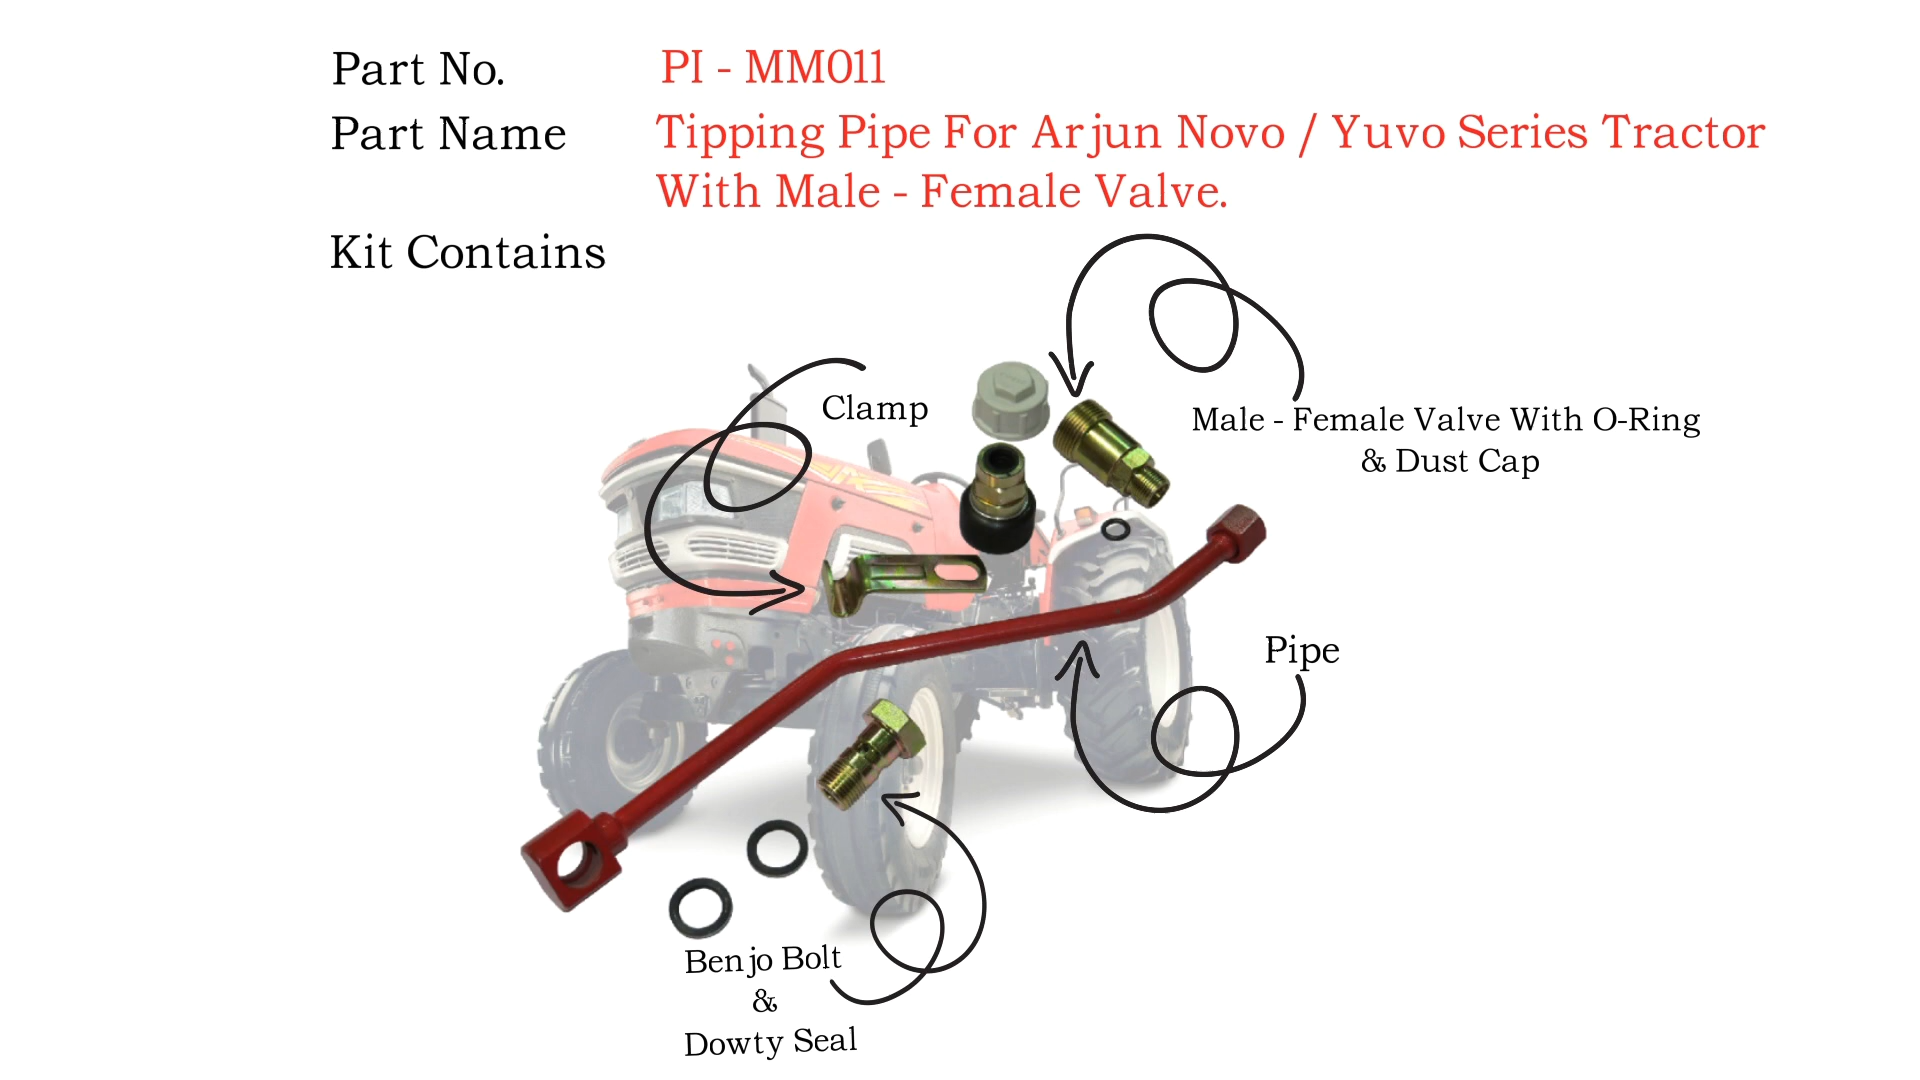 Part No. PI - MM011
Part Name Tipping Pipe For Arjun Novo / Yuvo Series Tractor
With Male - Female Valve.
Kit Contains
Clamp
Male - Female Valve With O-Ring
& Dust Cap
Pipe
Benjo Bolt
&
Dowty Seal